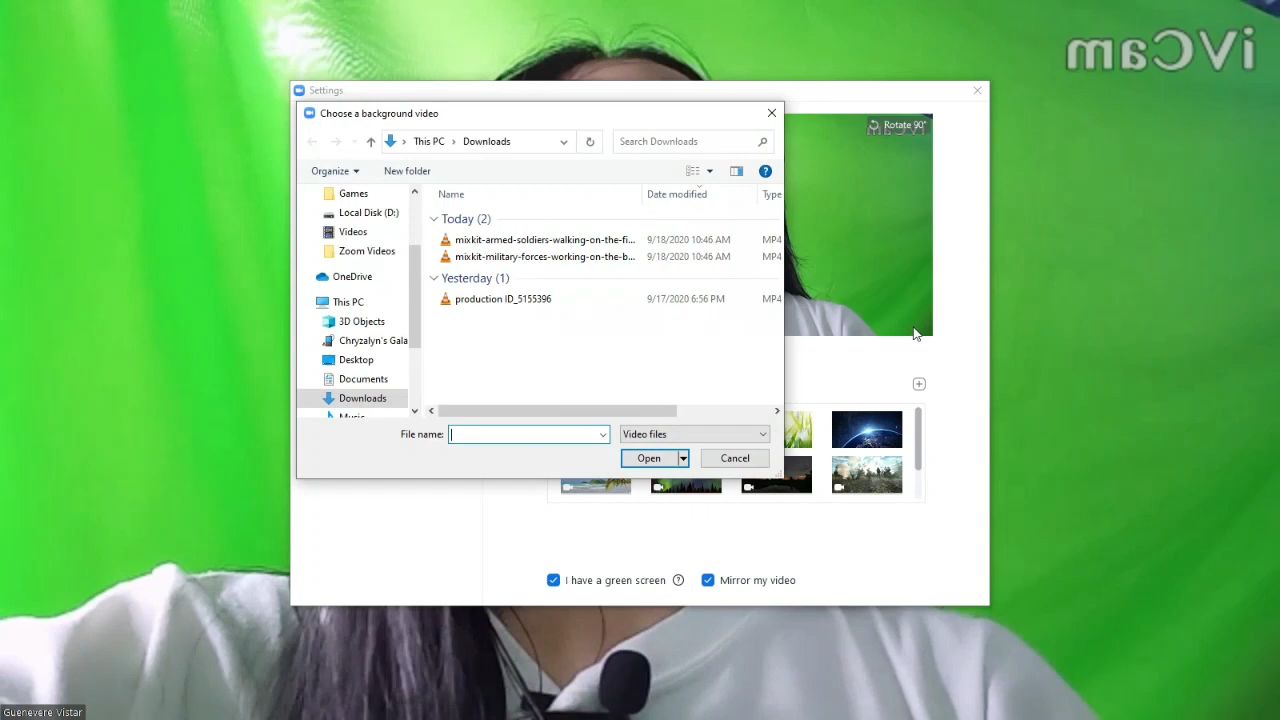 iVCam
Settings
Choose a background video
Rotate 90°
This PC
Downloads
Search Downloads
Organize
New folder
Games
Local Disk (D:)
Videos
Zoom Videos
OneDrive
This PC
3D Objects
Chryzalyn's Gala
Desktop
Documents
Downloads
Music
Name
Date modified
Type
Today (2)
mixkit-armed-soldiers-walking-on-the-fi... 9/18/2020 10:46 AM MP4
mixkit-military-forces-working-on-the-b... 9/18/2020 10:46 AM MP4
Yesterday (1)
production ID_5155396 9/17/2020 6:56 PM MP4
File name:
Video files
Open
Cancel
I have a green screen
Mirror my video
Guenevere Vistar